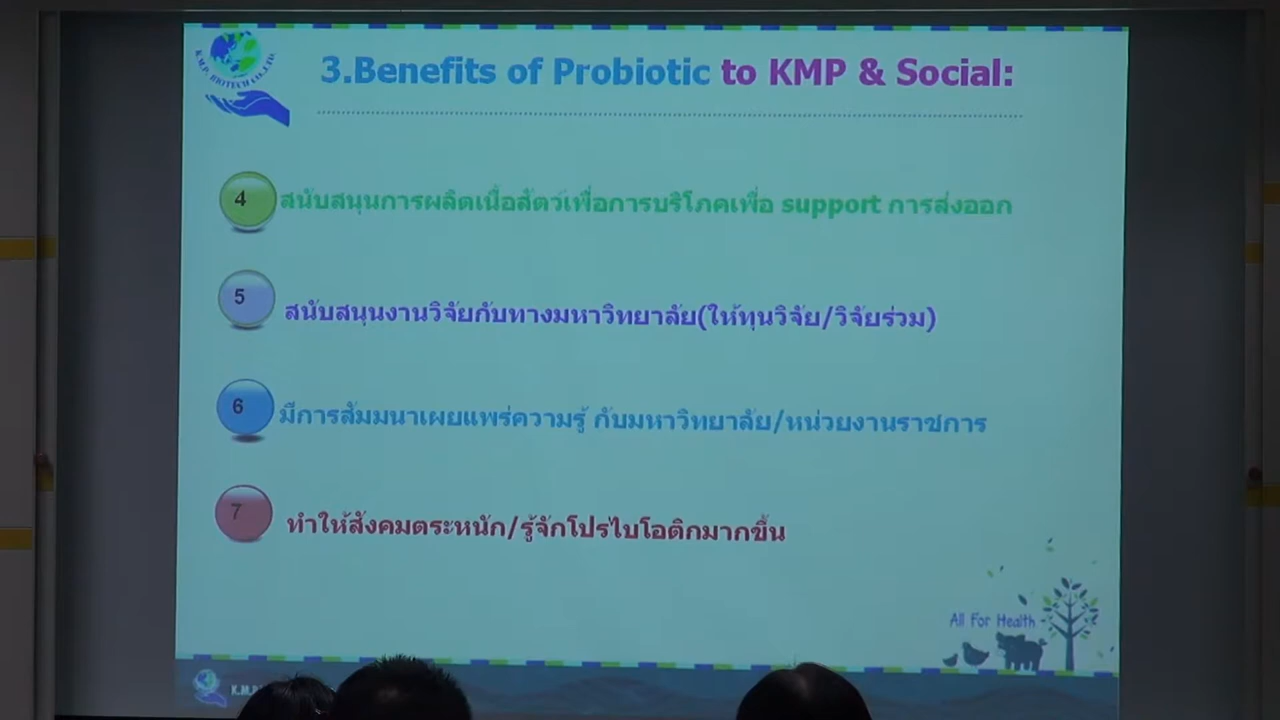 K.M.P. BIOTECH CO.,LTD.
3.Benefits of Probiotic to KMP & Social:
4 สนับสนุนการผลิตเนื้อสัตว์เพื่อการบริโภคเพื่อ support การส่งออก
5 สนับสนุนงานวิจัยกับทางมหาวิทยาลัย(ให้ทุนวิจัย/วิจัยร่วม)
6 มีการสัมมนาเผยแพร่ความรู้ กับมหาวิทยาลัย/หน่วยงานราชการ
7 ทำให้สังคมตระหนัก/รู้จักโปรไบโอติกมากขึ้น
All For Health